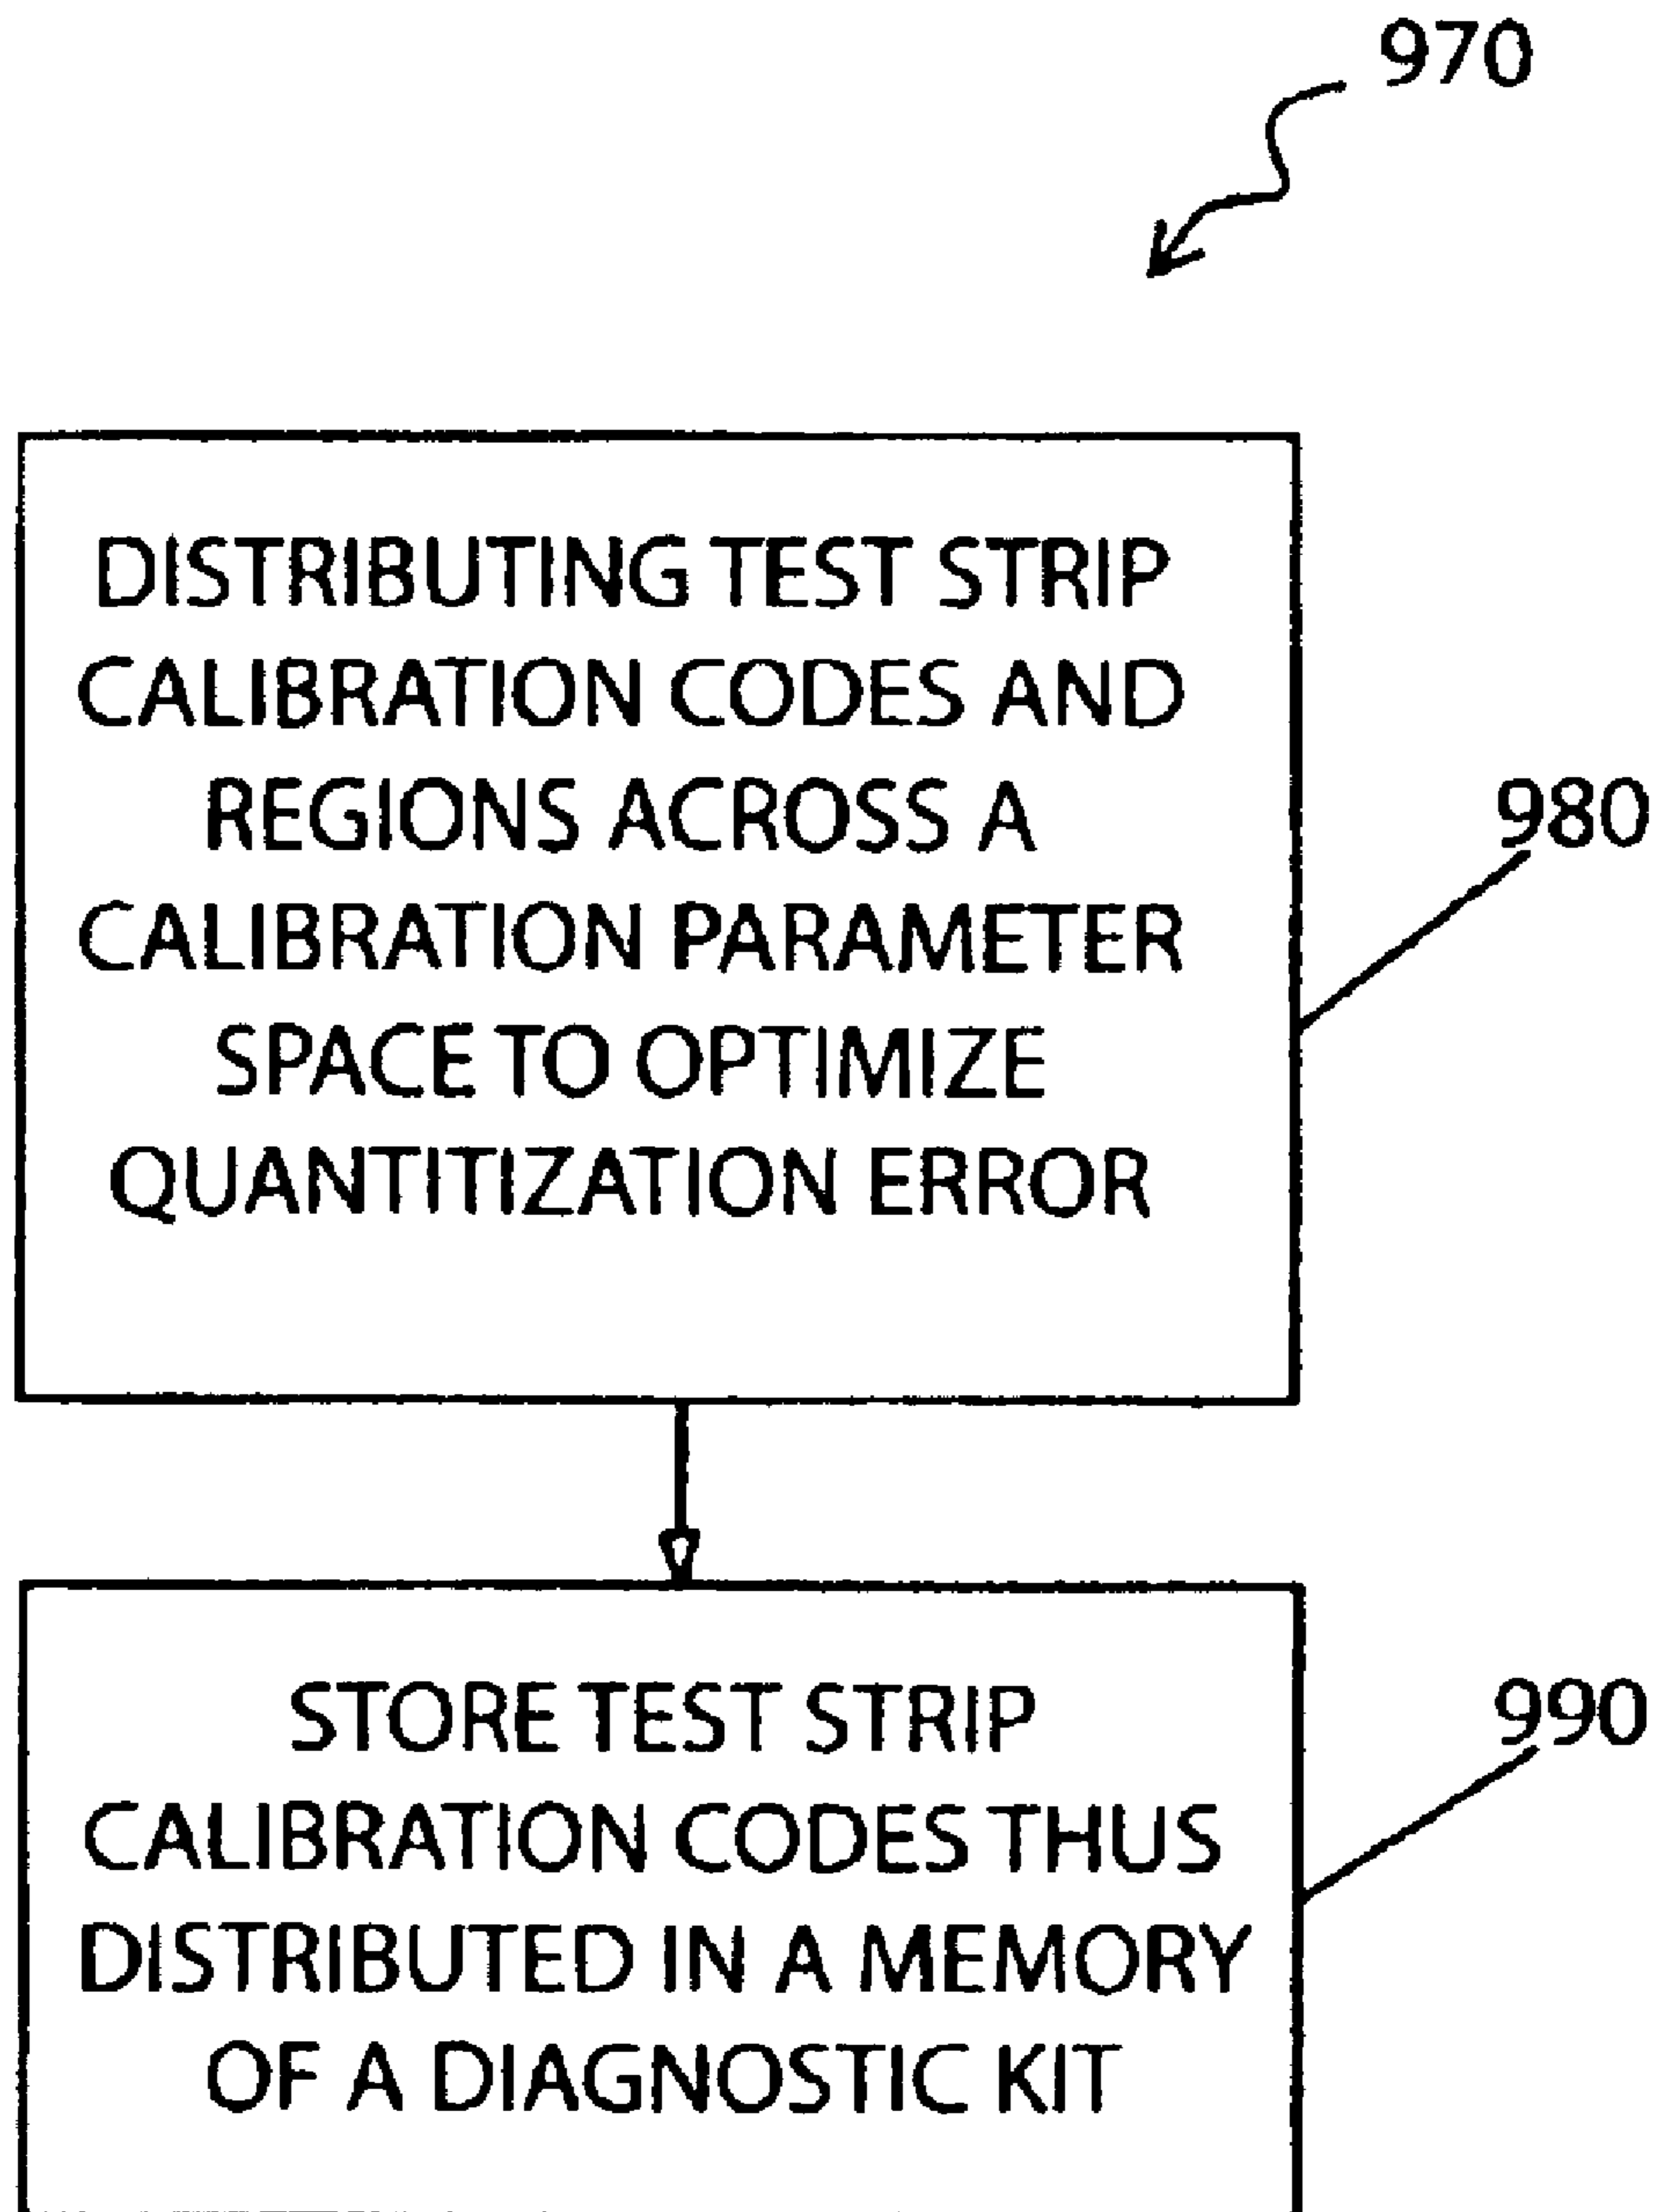 970
DISTRIBUTING TEST STRIP
CALIBRATION CODES AND
REGIONS ACROSS A
CALIBRATION PARAMETER
SPACE TO OPTIMIZE
QUANTITIZATION ERROR
980
STORE TEST STRIP
CALIBRATION CODES THUS
DISTRIBUTED IN A MEMORY
OF A DIAGNOSTIC KIT
990